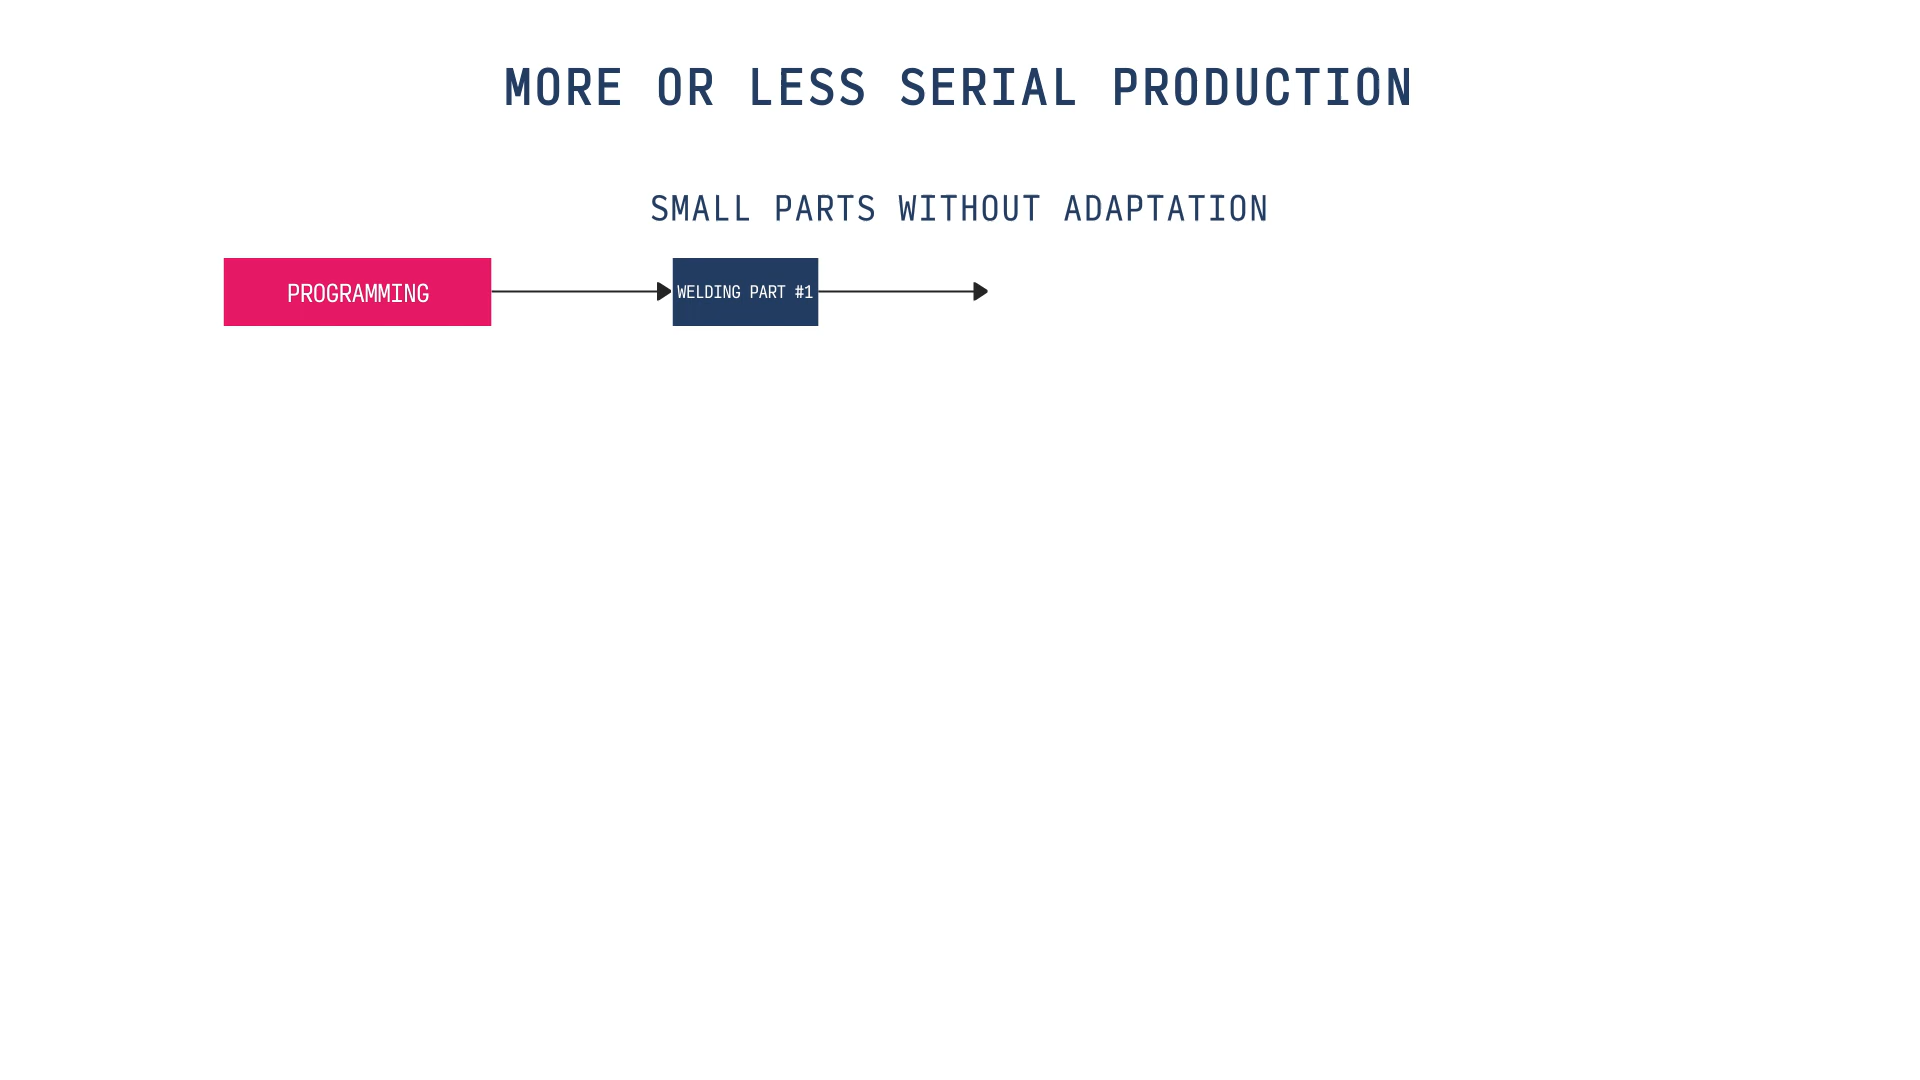 MORE OR LESS SERIAL PRODUCTION
SMALL PARTS WITHOUT ADAPTATION
PROGRAMMING
WELDING PART #1